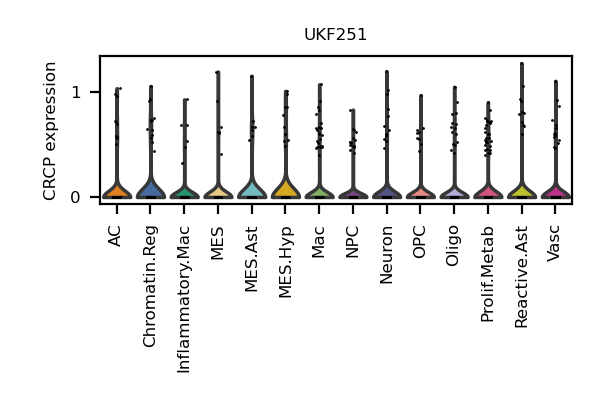 UKF251
CRCP expression
1
0
AC
Chromatin.Reg
Inflammatory.Mac
MES
MES.Ast
MES.Hyp
Mac
NPC
Neuron
OPC
Oligo
Prolif.Metab
Reactive.Ast
Vasc